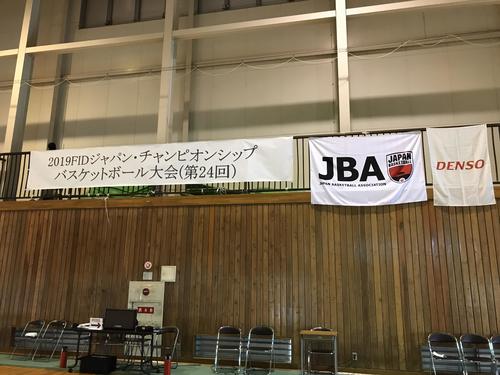 2019FIDジャパン・チャンピオンシップ
バスケットボール大会(第24回)
JBA
JAPAN BASKETBALL ASSOCIATION
JAPAN
BASKETBALL
DENSO